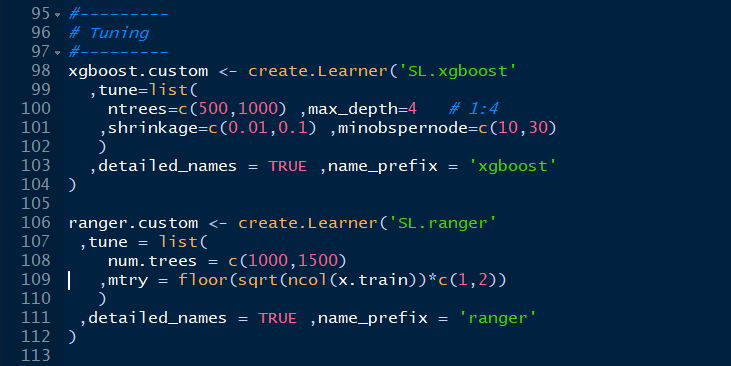 95 #---------
96 # Tuning
97 #---------
98 xgboost.custom <- create.Learner('SL.xgboost'
99   ,tune=list(
100     ntrees=c(500,1000) ,max_depth=4   # 1:4
101    ,shrinkage=c(0.01,0.1) ,minobspernode=c(10,30)
102    )
103   ,detailed_names = TRUE ,name_prefix = 'xgboost'
104 )
105
106 ranger.custom <- create.Learner('SL.ranger'
107  ,tune = list(
108     num.trees = c(1000,1500)
109    ,mtry = floor(sqrt(ncol(x.train))*c(1,2))
110    )
111  ,detailed_names = TRUE ,name_prefix = 'ranger'
112 )
113